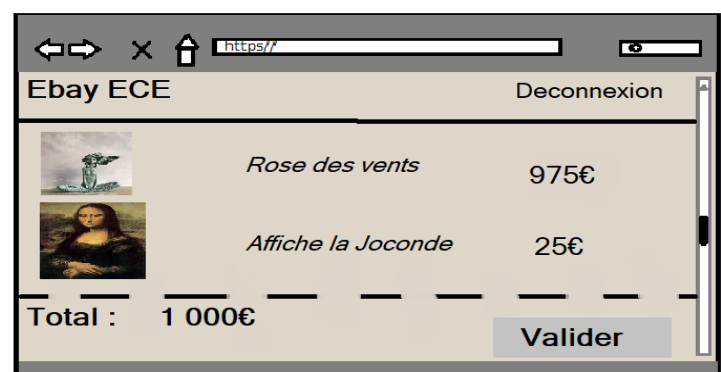 https//
Ebay ECE Deconnexion
Rose des vents 975€
Affiche la Joconde 25€
Total : 1 000€
Valider